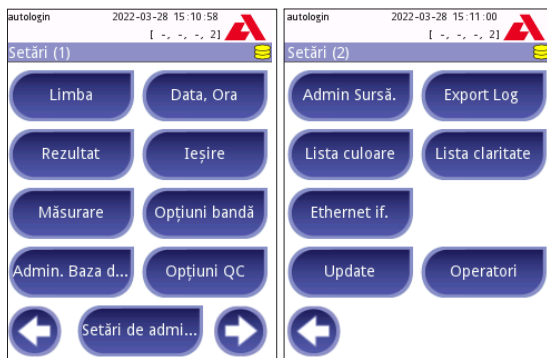 autologin 2022-03-28 15:10:58
[ -, -, -, 2]
Setări (1)
Limba
Data, Ora
Rezultat
Ieșire
Măsurare
Opțiuni bandă
Admin. Baza d...
Opțiuni QC
Setări de admi...
autologin 2022-03-28 15:11:00
[ -, -, -, 2]
Setări (2)
Admin Sursă.
Export Log
Lista culoare
Lista claritate
Ethernet if.
Update
Operatori